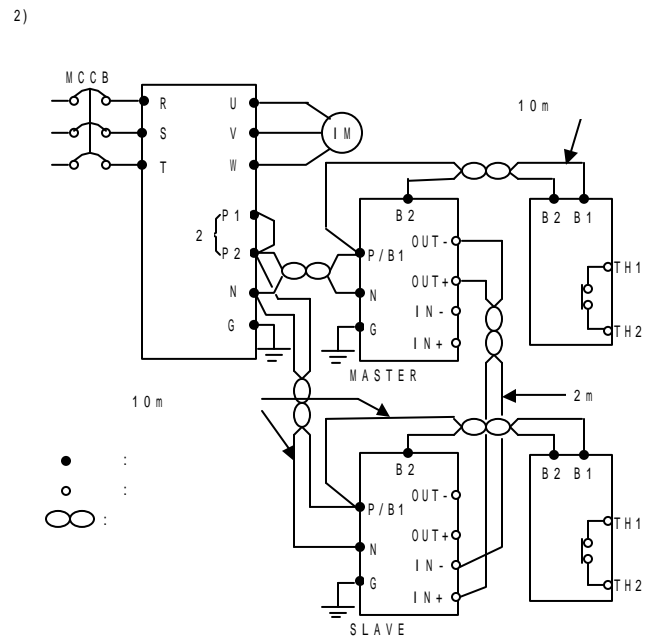 2)
MCCB
R
S
T
U
V
W
IM
P1
2
P2
N
G
10m
B2
P/B1
N
G
OUT-
OUT+
IN-
IN+
MASTER
B2 B1
TH1
TH2
10m
2m
B2
P/B1
N
G
OUT-
OUT+
IN-
IN+
SLAVE
B2 B1
TH1
TH2
:
:
: